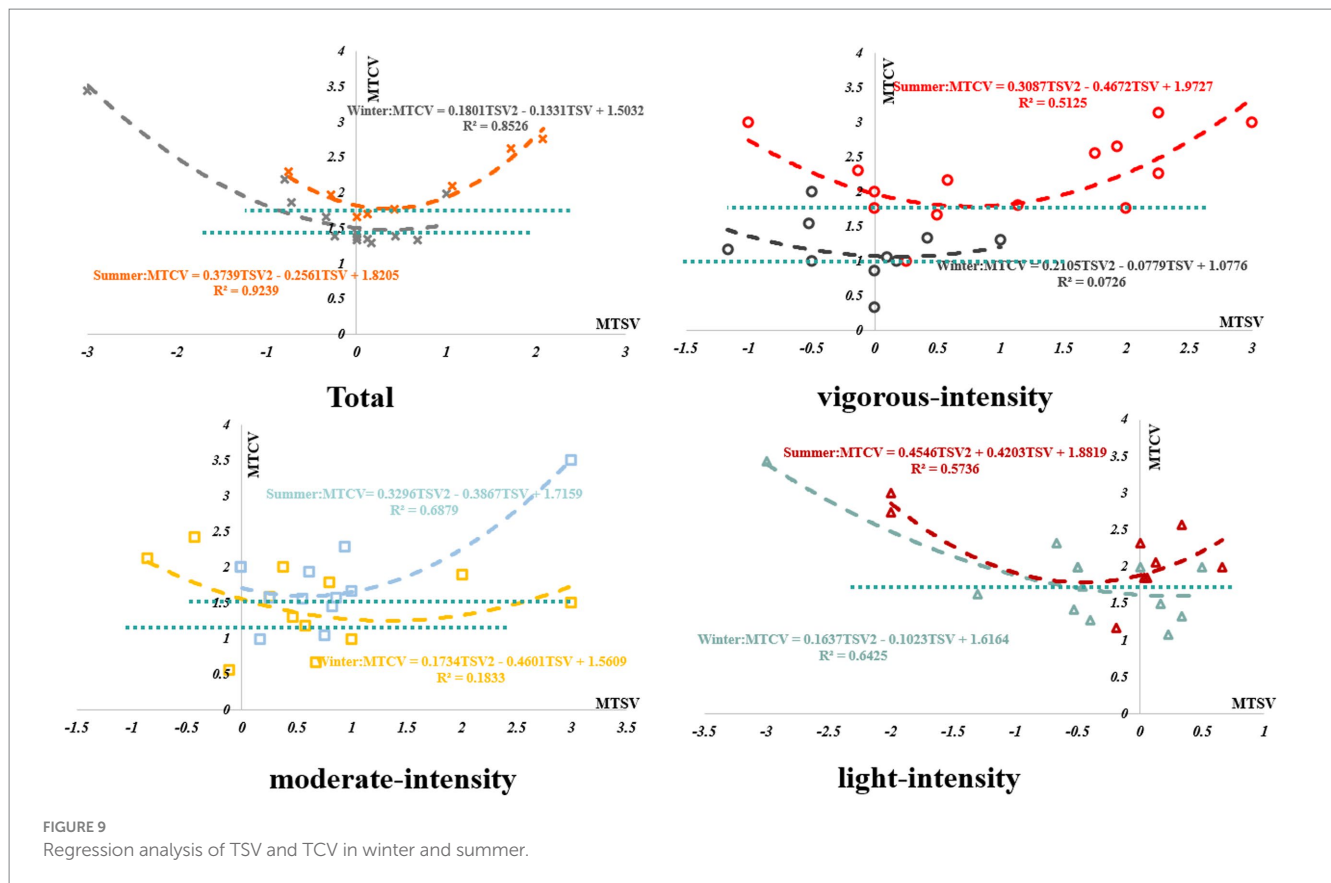 4
MTCV
3.5
Winter:MTCV = 0.1801TSV2 - 0.1331TSV + 1.5032
R² = 0.8526
3
2.5
2
1.5
1
Summer:MTCV = 0.3739TSV2 - 0.2561TSV + 1.8205
R² = 0.9239
0.5
0
MTSV
-3 -2 -1 0 1 2 3
Total
4
MTCV
3.5
Summer:MTCV = 0.3087TSV2 - 0.4672TSV + 1.9727
R² = 0.5125
3
2.5
2
1.5
1
Winter:MTCV = 0.2105TSV2 - 0.0779TSV + 1.0776
R² = 0.0726
0.5
0
MTSV
-1.5 -1 -0.5 0 0.5 1 1.5 2 2.5 3
vigorous-intensity
4
MTCV
3.5
3
Summer:MTCV= 0.3296TSV2 - 0.3867TSV + 1.7159
R² = 0.6879
2.5
2
1.5
1
Winter:MTCV = 0.1734TSV2 - 0.4601TSV + 1.5609
R² = 0.1833
0.5
0
MTSV
-1.5 -1 -0.5 0 0.5 1 1.5 2 2.5 3 3.5
moderate-intensity
4
MTCV
Summer:MTCV = 0.4546TSV2 + 0.4203TSV + 1.8819
R² = 0.5736
3.5
3
2.5
2
1.5
1
Winter:MTCV = 0.1637TSV2 - 0.1023TSV + 1.6164
R² = 0.6425
0.5
0
MTSV
-3.5 -3 -2.5 -2 -1.5 -1 -0.5 0 0.5 1
light-intensity
FIGURE 9
Regression analysis of TSV and TCV in winter and summer.